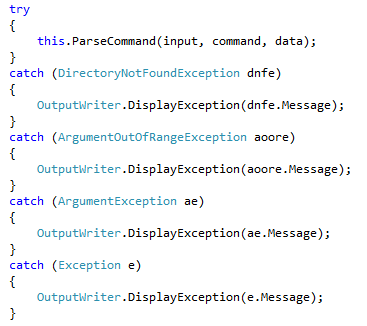 try
{
    this.ParseCommand(input, command, data);
}
catch (DirectoryNotFoundException dnfe)
{
    OutputWriter.DisplayException(dnfe.Message);
}
catch (ArgumentOutOfRangeException aoore)
{
    OutputWriter.DisplayException(aoore.Message);
}
catch (ArgumentException ae)
{
    OutputWriter.DisplayException(ae.Message);
}
catch (Exception e)
{
    OutputWriter.DisplayException(e.Message);
}